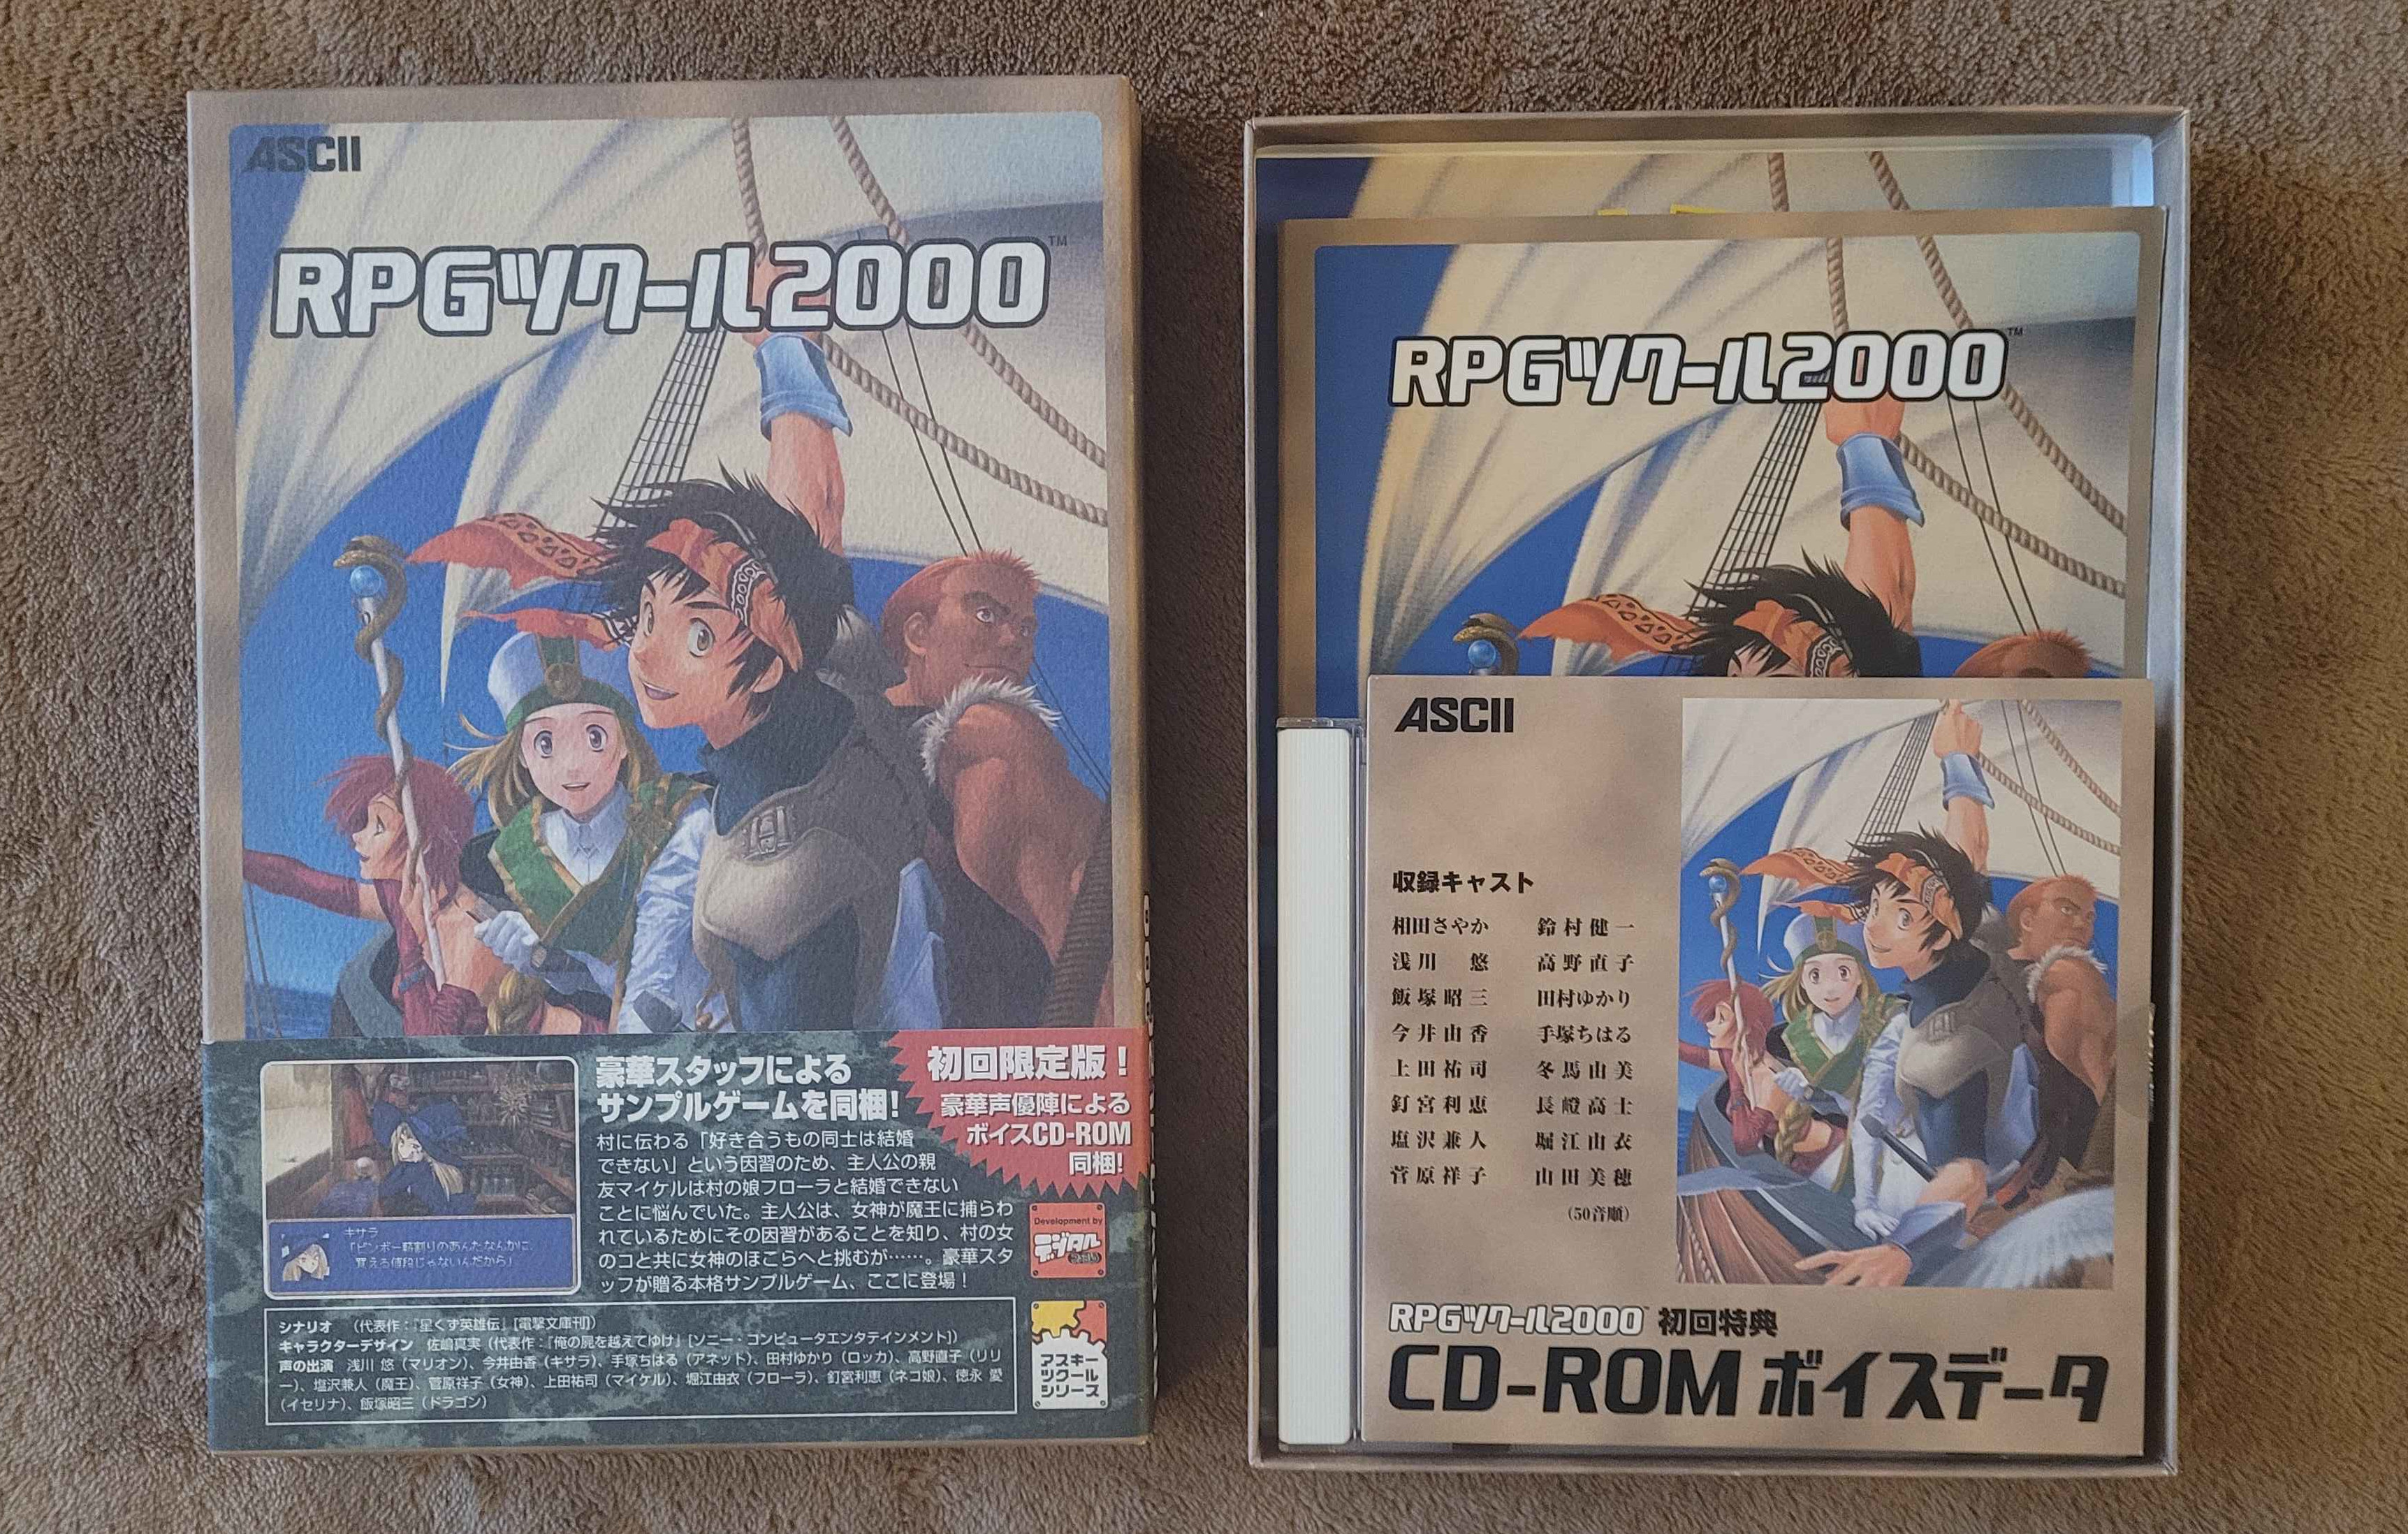 ASCII
RPGツクール2000™
豪華スタッフによる
サンプルゲームを同梱!
村に伝わる「好き合うもの同士は結婚
できない」という因習のため、主人公の親
友マイケルは村の娘フローラと結婚できない
ことに悩んでいた。主人公は、女神が魔王に捕らわ
れているためにその因習があることを知り、村の女
のコと共に女神のほこらへと挑むが……。豪華スタ
ッフが贈る本格サンプルゲーム、ここに登場!
初回限定版!
豪華声優陣による
ボイスCD-ROM
同梱!
キサラ
「ビンボー騎割りのあんたなんかに、
買える値段じゃないんだから」
Development by
デジタル
アスキー
ツクール
シリーズ
シナリオ (代表作:『星くず英雄伝』[電撃文庫刊])
キャラクターデザイン 佐嶋真実(代表作:『俺の屍を越えてゆけ』[ソニー・コンピュータエンタテインメント])
声の出演 浅川 悠(マリオン)、今井由香(キサラ)、手塚ちはる(アネット)、田村ゆかり(ロッカ)、高野直子(リリ
ー)、塩沢兼人(魔王)、菅原祥子(女神)、上田祐司(マイケル)、堀江由衣(フローラ)、釘宮利恵(ネコ娘)、徳永 愛
(イセリナ)、飯塚昭三(ドラゴン)
RPGツクール2000™
ASCII
収録キャスト
相田さやか 鈴村健一
浅川 悠 高野直子
飯塚昭三 田村ゆかり
今井由香 手塚ちはる
上田祐司 冬馬由美
釘宮利恵 長嶝高士
塩沢兼人 堀江由衣
菅原祥子 山田美穂
(50音順)
RPGツクール2000™ 初回特典
CD-ROM ボイスデータ